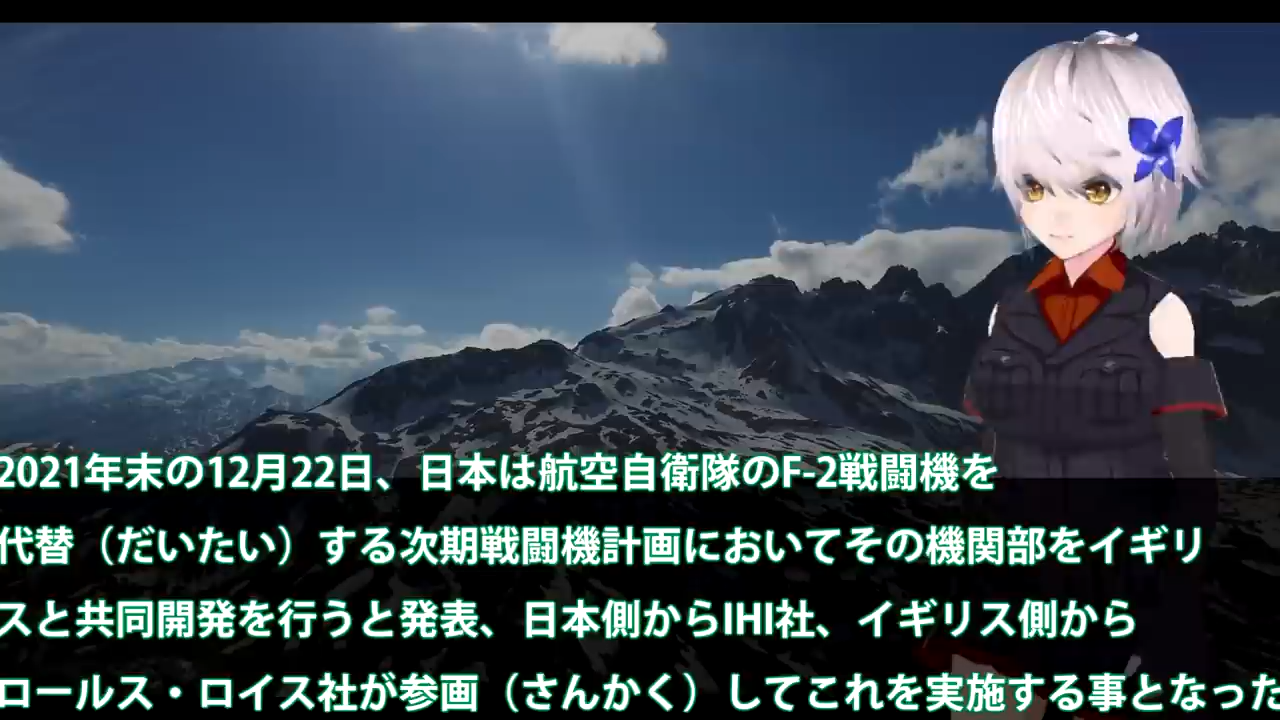 2021年末の12月22日、日本は航空自衛隊のF-2戦闘機を
代替（だいたい）する次期戦闘機計画においてその機関部をイギリ
スと共同開発を行うと発表、日本側からIHI社、イギリス側から
ロールス・ロイス社が参画（さんかく）してこれを実施する事となった